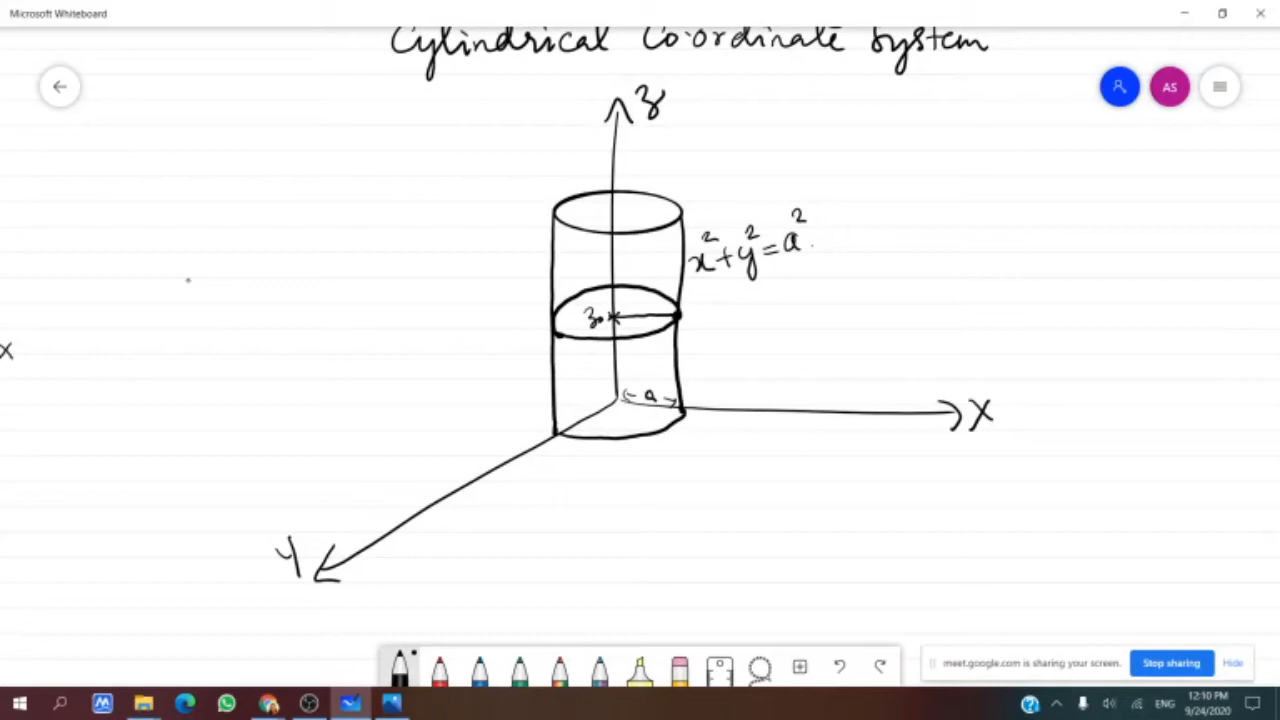 Microsoft Whiteboard
Cylindrical Co-ordinate System
AS
z
x²+y²=a²
z₀
X
a
X
Y
meet.google.com is sharing your screen.
Stop sharing
Hide
12:10 PM
ENG
9/24/2020